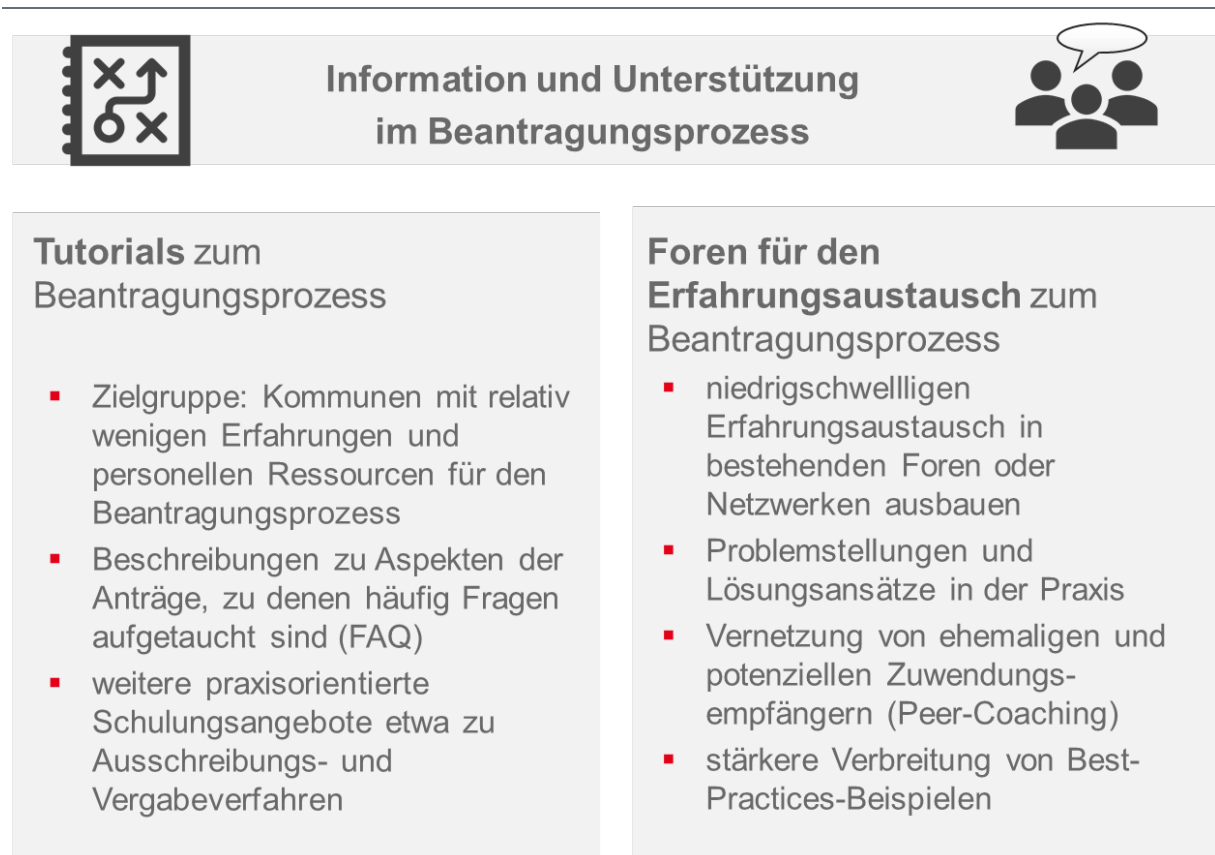 Information und Unterstützung
im Beantragungsprozess
Tutorials zum
Beantragungsprozess
Zielgruppe: Kommunen mit relativ
wenigen Erfahrungen und
personellen Ressourcen für den
Beantragungsprozess
Beschreibungen zu Aspekten der
Anträge, zu denen häufig Fragen
aufgetaucht sind (FAQ)
weitere praxisorientierte
Schulungsangebote etwa zu
Ausschreibungs- und
Vergabeverfahren
Foren für den
Erfahrungsaustausch zum
Beantragungsprozess
niedrigschwellligen
Erfahrungsaustausch in
bestehenden Foren oder
Netzwerken ausbauen
Problemstellungen und
Lösungsansätze in der Praxis
Vernetzung von ehemaligen und
potenziellen Zuwendungs-
empfängern (Peer-Coaching)
stärkere Verbreitung von Best-
Practices-Beispielen